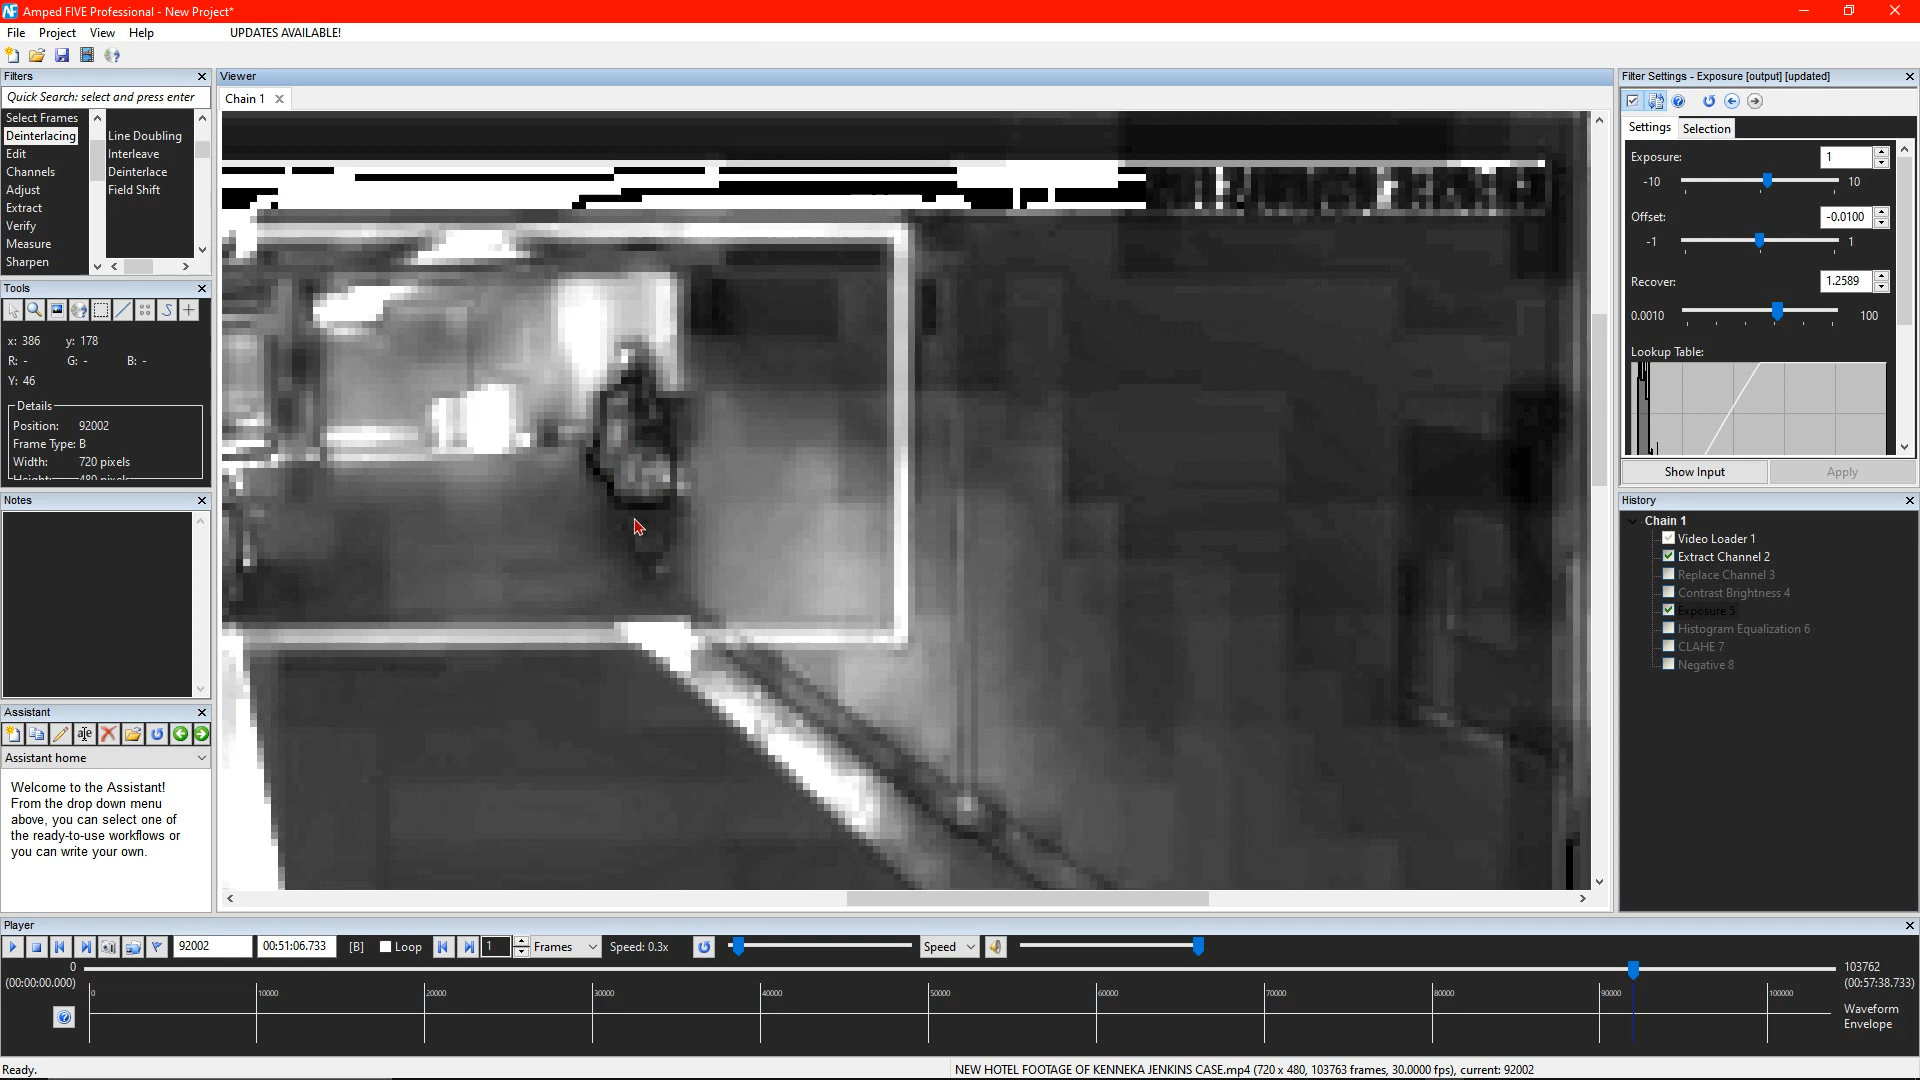 Amped FIVE Professional - New Project*
File Project View Help UPDATES AVAILABLE!
Filters
Quick Search: select and press enter
Select Frames
Deinterlacing
Edit
Channels
Adjust
Extract
Verify
Measure
Sharpen
Line Doubling
Interleave
Deinterlace
Field Shift
Tools
x: 386 y: 178
R: - G: - B: -
Y: 46
Details
Position: 92002
Frame Type: B
Width: 720 pixels
Height: 480 pixels
Notes
Assistant
Assistant home
Welcome to the Assistant!
From the drop down menu
above, you can select one of
the ready-to-use workflows or
you can write your own.
Viewer
Chain 1
Filter Settings - Exposure [output] [updated]
Settings Selection
Exposure: 1
-10 10
Offset: -0.0100
-1 1
Recover: 1.2589
0.0010 100
Lookup Table:
Show Input Apply
History
Chain 1
Video Loader 1
Extract Channel 2
Replace Channel 3
Contrast Brightness 4
Exposure 5
Histogram Equalization 6
CLAHE 7
Negative 8
Player
92002 00:51:06.733 [B] Loop 1 Frames Speed: 0.3x Speed
0 103762
(00:00:00.000) (00:57:38.733)
0 10000 20000 30000 40000 50000 60000 70000 80000 90000 100000
Waveform
Envelope
Ready. NEW HOTEL FOOTAGE OF KENNEKA JENKINS CASE.mp4 (720 x 480, 103763 frames, 30.0000 fps), current: 92002